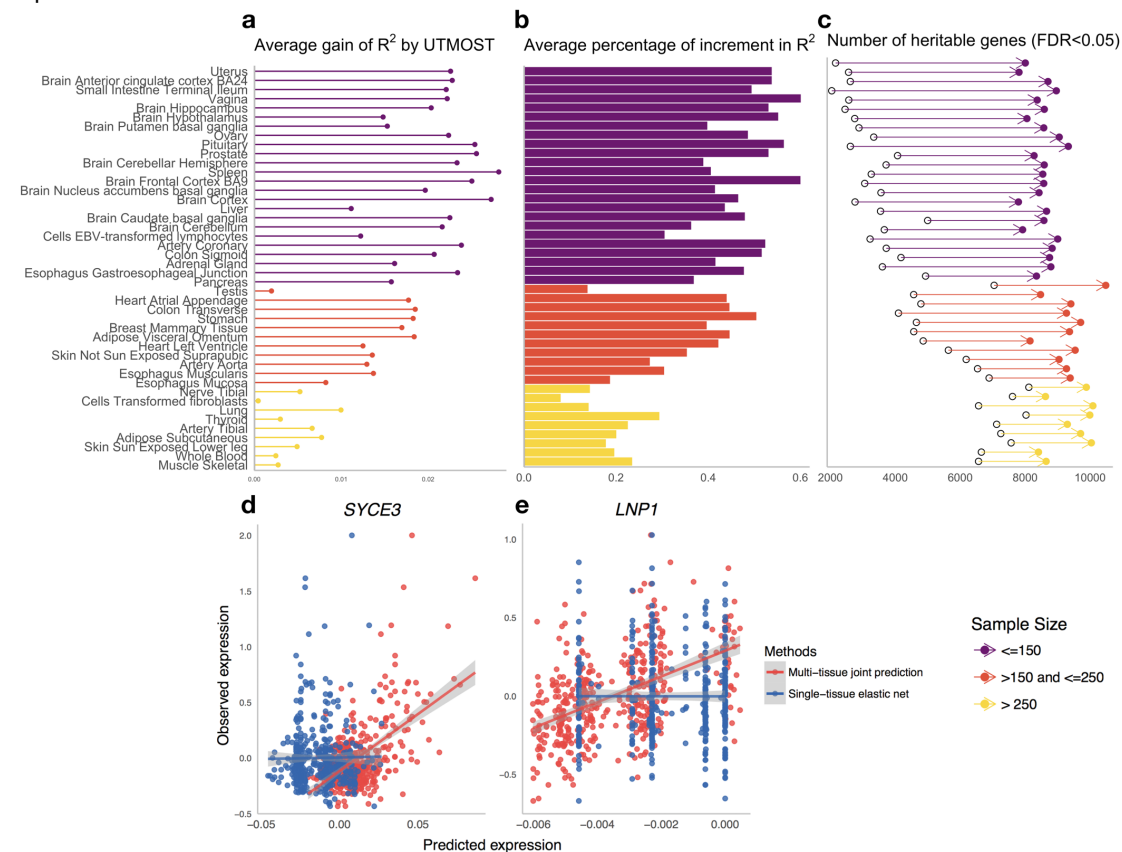 a
b
c
Average gain of R² by UTMOST
Average percentage of increment in R²
Number of heritable genes (FDR<0.05)
Uterus
Brain Anterior cingulate cortex BA24
Small Intestine Terminal Ileum
Vagina
Brain Hippocampus
Brain Hypothalamus
Brain Putamen basal ganglia
Ovary
Pituitary
Prostate
Brain Cerebellar Hemisphere
Spleen
Brain Frontal Cortex BA9
Brain Nucleus accumbens basal ganglia
Brain Cortex
Liver
Brain Caudate basal ganglia
Brain Cerebellum
Cells EBV-transformed lymphocytes
Artery Coronary
Colon Sigmoid
Adrenal Gland
Esophagus Gastroesophageal Junction
Pancreas
Testis
Heart Atrial Appendage
Colon Transverse
Stomach
Breast Mammary Tissue
Adipose Visceral Omentum
Heart Left Ventricle
Skin Not Sun Exposed Suprapubic
Artery Aorta
Esophagus Muscularis
Esophagus Mucosa
Nerve Tibial
Cells Transformed fibroblasts
Lung
Thyroid
Artery Tibial
Adipose Subcutaneous
Skin Sun Exposed Lower leg
Whole Blood
Muscle Skeletal
0.00 0.01 0.02
0.0 0.2 0.4 0.6
2000 4000 6000 8000 10000
d
SYCE3
e
LNP1
Observed expression
2.0
1.5
1.0
0.5
0.0
−0.5
−0.05 0.00 0.05
1.0
0.5
0.0
−0.5
−0.006 −0.004 −0.002 0.000
Predicted expression
Methods
Multi−tissue joint prediction
Single−tissue elastic net
Sample Size
<=150
>150 and <=250
> 250